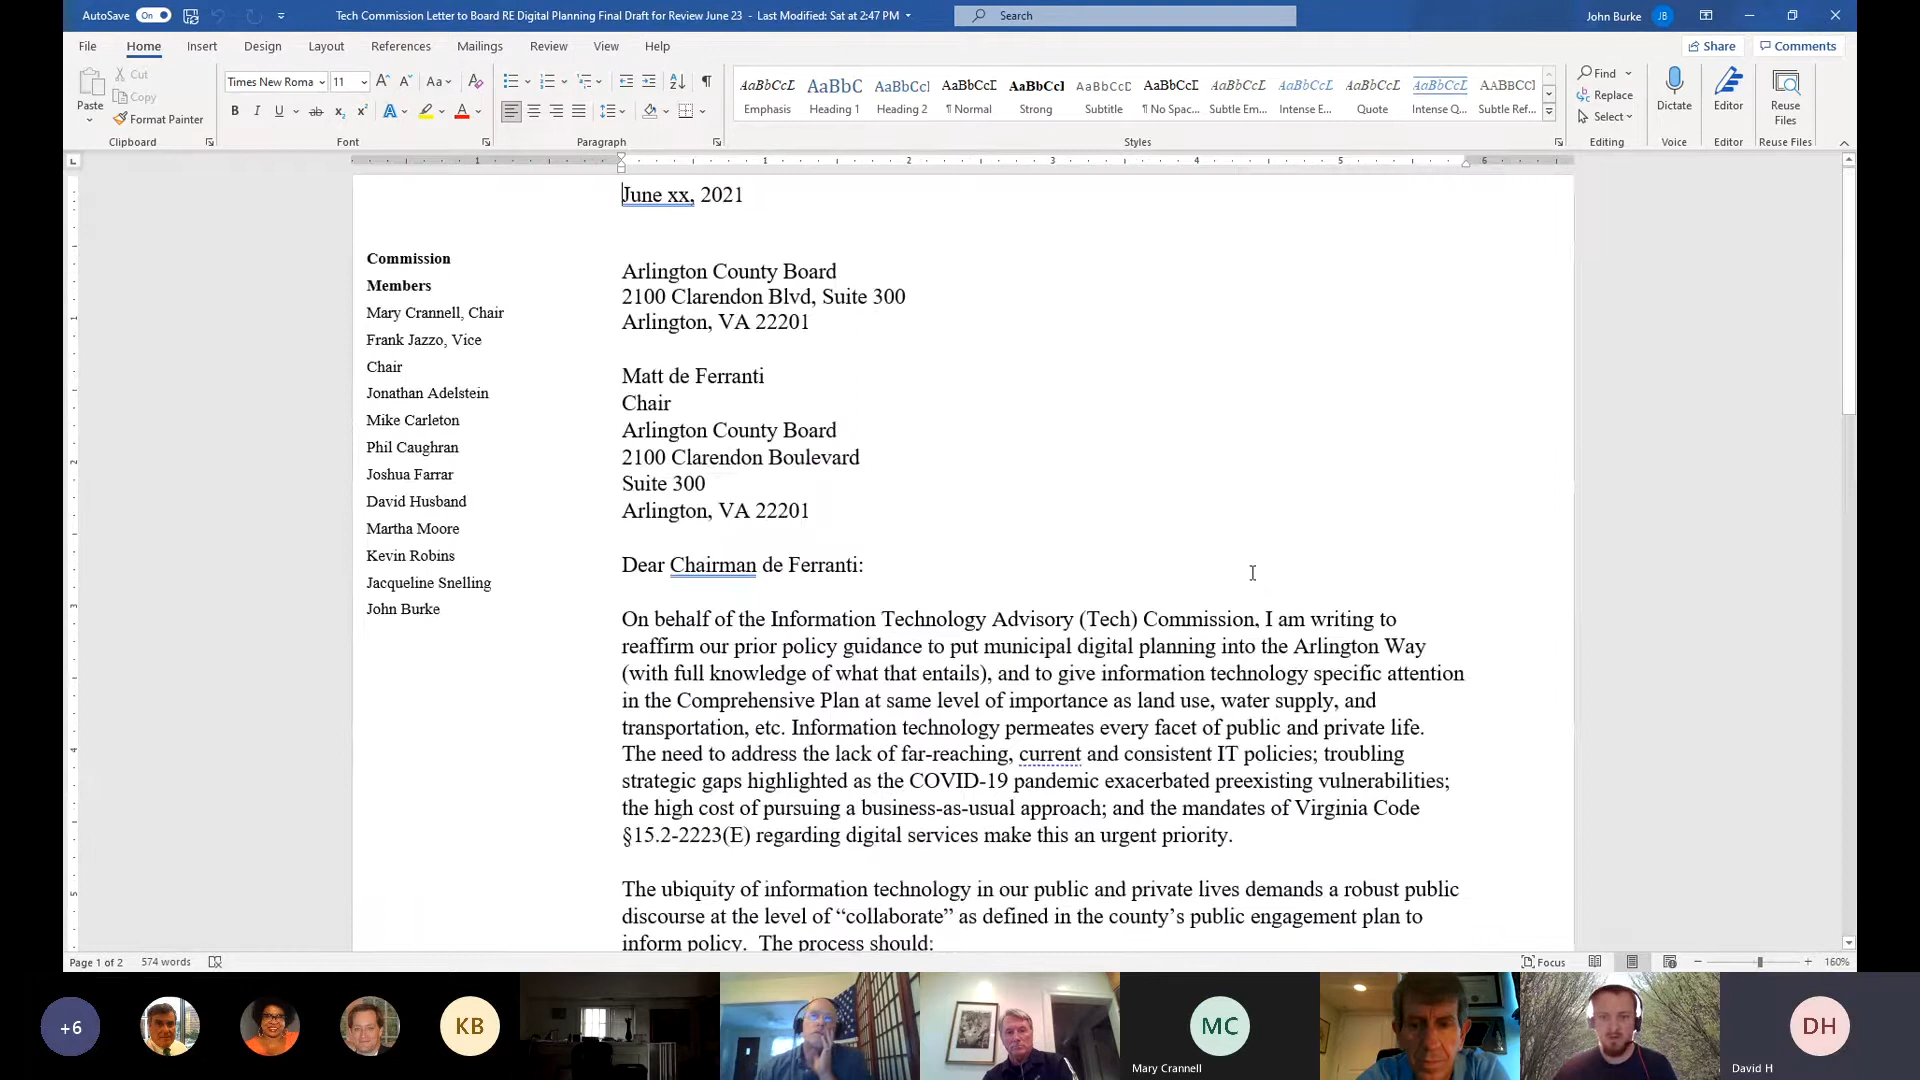 AutoSave On Tech Commission Letter to Board RE Digital Planning Final Draft for Review June 23 - Last Modified: Sat at 2:47 PM Search John Burke JB
File Home Insert Design Layout References Mailings Review View Help Share Comments
Paste
Cut
Copy
Format Painter
Clipboard
Times New Roma 11
Font
Paragraph
AaBbCcL AaBbC AaBbCcI AaBbCcD AaBbCcI AaBbCcD AaBbCcD AaBbCcL AaBbCcL AaBbCcL AaBbCcL AABBCCI
Emphasis Heading 1 Heading 2 ¶ Normal Strong Subtitle ¶ No Spac... Subtle Em... Intense E... Quote Intense Q... Subtle Ref...
Styles
Find
Replace
Select
Editing
Dictate
Voice
Editor
Editor
Reuse
Files
Reuse Files
1 1 2 3 4 5 6
June xx, 2021
Commission
Members
Mary Crannell, Chair
Frank Jazzo, Vice
Chair
Jonathan Adelstein
Mike Carleton
Phil Caughran
Joshua Farrar
David Husband
Martha Moore
Kevin Robins
Jacqueline Snelling
John Burke
Arlington County Board
2100 Clarendon Blvd, Suite 300
Arlington, VA 22201
Matt de Ferranti
Chair
Arlington County Board
2100 Clarendon Boulevard
Suite 300
Arlington, VA 22201
Dear Chairman de Ferranti:
On behalf of the Information Technology Advisory (Tech) Commission, I am writing to
reaffirm our prior policy guidance to put municipal digital planning into the Arlington Way
(with full knowledge of what that entails), and to give information technology specific attention
in the Comprehensive Plan at same level of importance as land use, water supply, and
transportation, etc. Information technology permeates every facet of public and private life.
The need to address the lack of far-reaching, current and consistent IT policies; troubling
strategic gaps highlighted as the COVID-19 pandemic exacerbated preexisting vulnerabilities;
the high cost of pursuing a business-as-usual approach; and the mandates of Virginia Code
§15.2-2223(E) regarding digital services make this an urgent priority.
The ubiquity of information technology in our public and private lives demands a robust public
discourse at the level of “collaborate” as defined in the county’s public engagement plan to
inform policy.  The process should:
Page 1 of 2 574 words Focus 160%
+6
KB
MC
Mary Crannell
DH
David H